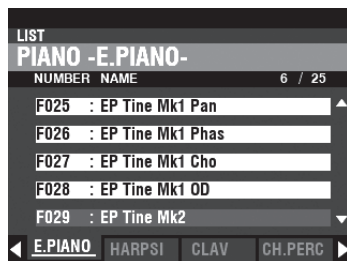 LIST
PIANO -E.PIANO-
NUMBER NAME 6 / 25
F025 : EP Tine Mk1 Pan
F026 : EP Tine Mk1 Phas
F027 : EP Tine Mk1 Cho
F028 : EP Tine Mk1 OD
F029 : EP Tine Mk2
E.PIANO HARPSI CLAV CH.PERC